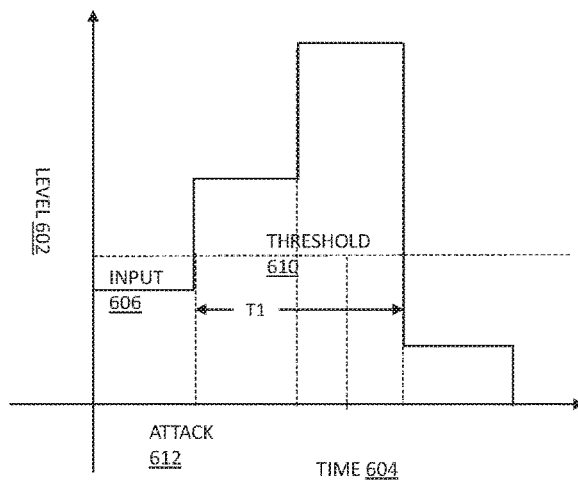 LEVEL 602
THRESHOLD
610
INPUT
606
T1
ATTACK
612
TIME 604